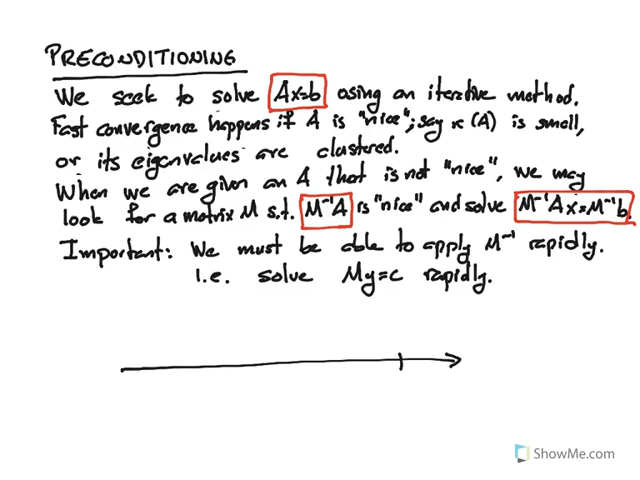 PRECONDITIONING
We seek to solve Ax=b using an iterative method.
Fast convergence happens if A is "nice"; say κ(A) is small,
or its eigenvalues are clustered.
When we are given an A that is not "nice", we may
look for a matrix M s.t. M⁻¹A is "nice" and solve M⁻¹Ax=M⁻¹b.
Important: We must be able to apply M⁻¹ rapidly.
I.e. solve My=c rapidly.
ShowMe.com